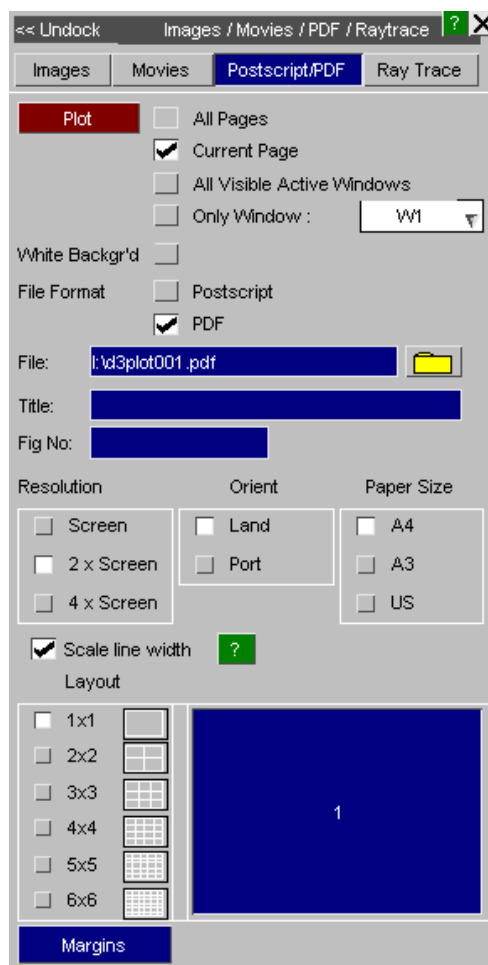 << Undock Images / Movies / PDF / Raytrace ? X
Images Movies Postscript/PDF Ray Trace
Plot All Pages
Current Page
All Visible Active Windows
Only Window : W1
White Backgr'd
File Format Postscript
PDF
File: I:\d3plot001.pdf
Title:
Fig No:
Resolution Orient Paper Size
Screen Land A4
2 x Screen Port A3
4 x Screen US
Scale line width ?
Layout
1x1
2x2
3x3
4x4
5x5
6x6
1
Margins